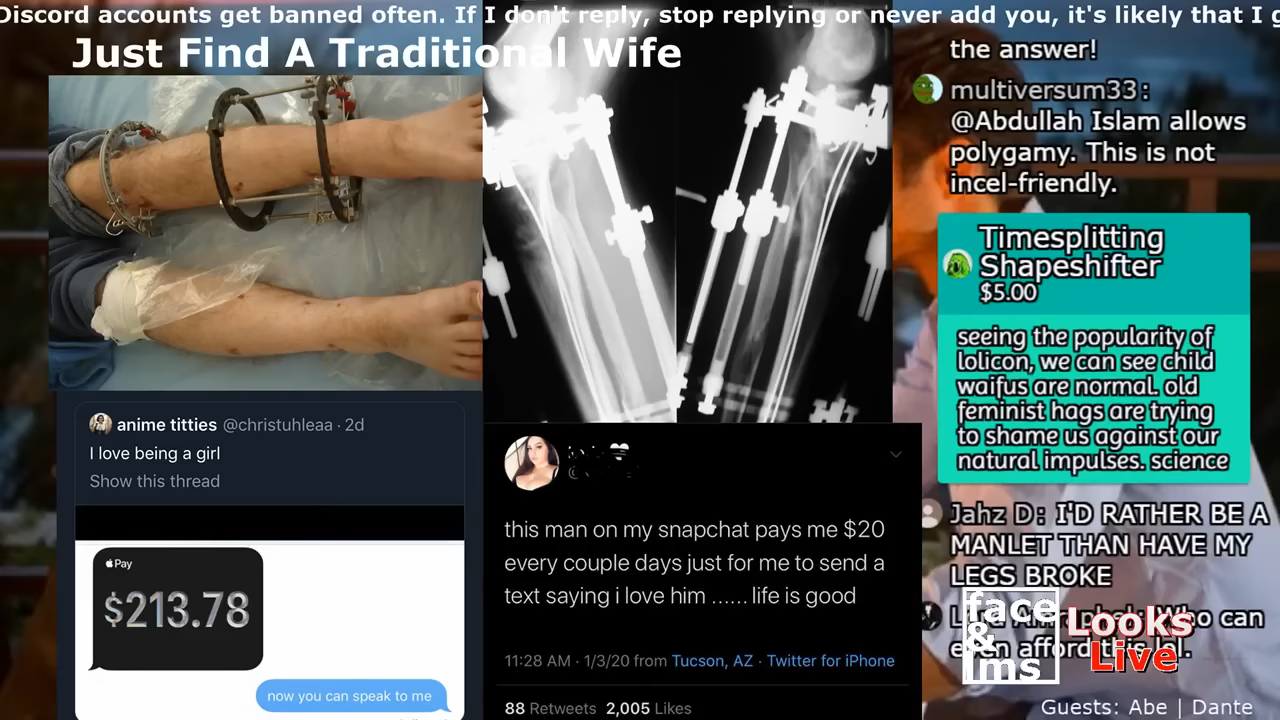 Discord accounts get banned often. If I don't reply, stop replying or never add you, it's likely that I g
Just Find A Traditional Wife
anime titties @christuhleaa · 2d
I love being a girl
Show this thread
Pay
$213.78
now you can speak to me
this man on my snapchat pays me $20
every couple days just for me to send a
text saying i love him ...... life is good
11:28 AM · 1/3/20 from Tucson, AZ · Twitter for iPhone
88 Retweets 2,005 Likes
the answer!
multiversum33:
@Abdullah Islam allows
polygamy. This is not
incel-friendly.
Timesplitting
Shapeshifter
$5.00
seeing the popularity of
lolicon, we can see child
waifus are normal. old
feminist hags are trying
to shame us against our
natural impulses. science
Jahz D: I'D RATHER BE A
MANLET THAN HAVE MY
LEGS BROKE
Who can
even afford this lol.
face
&
lms
Looks
Live
Guests: Abe | Dante